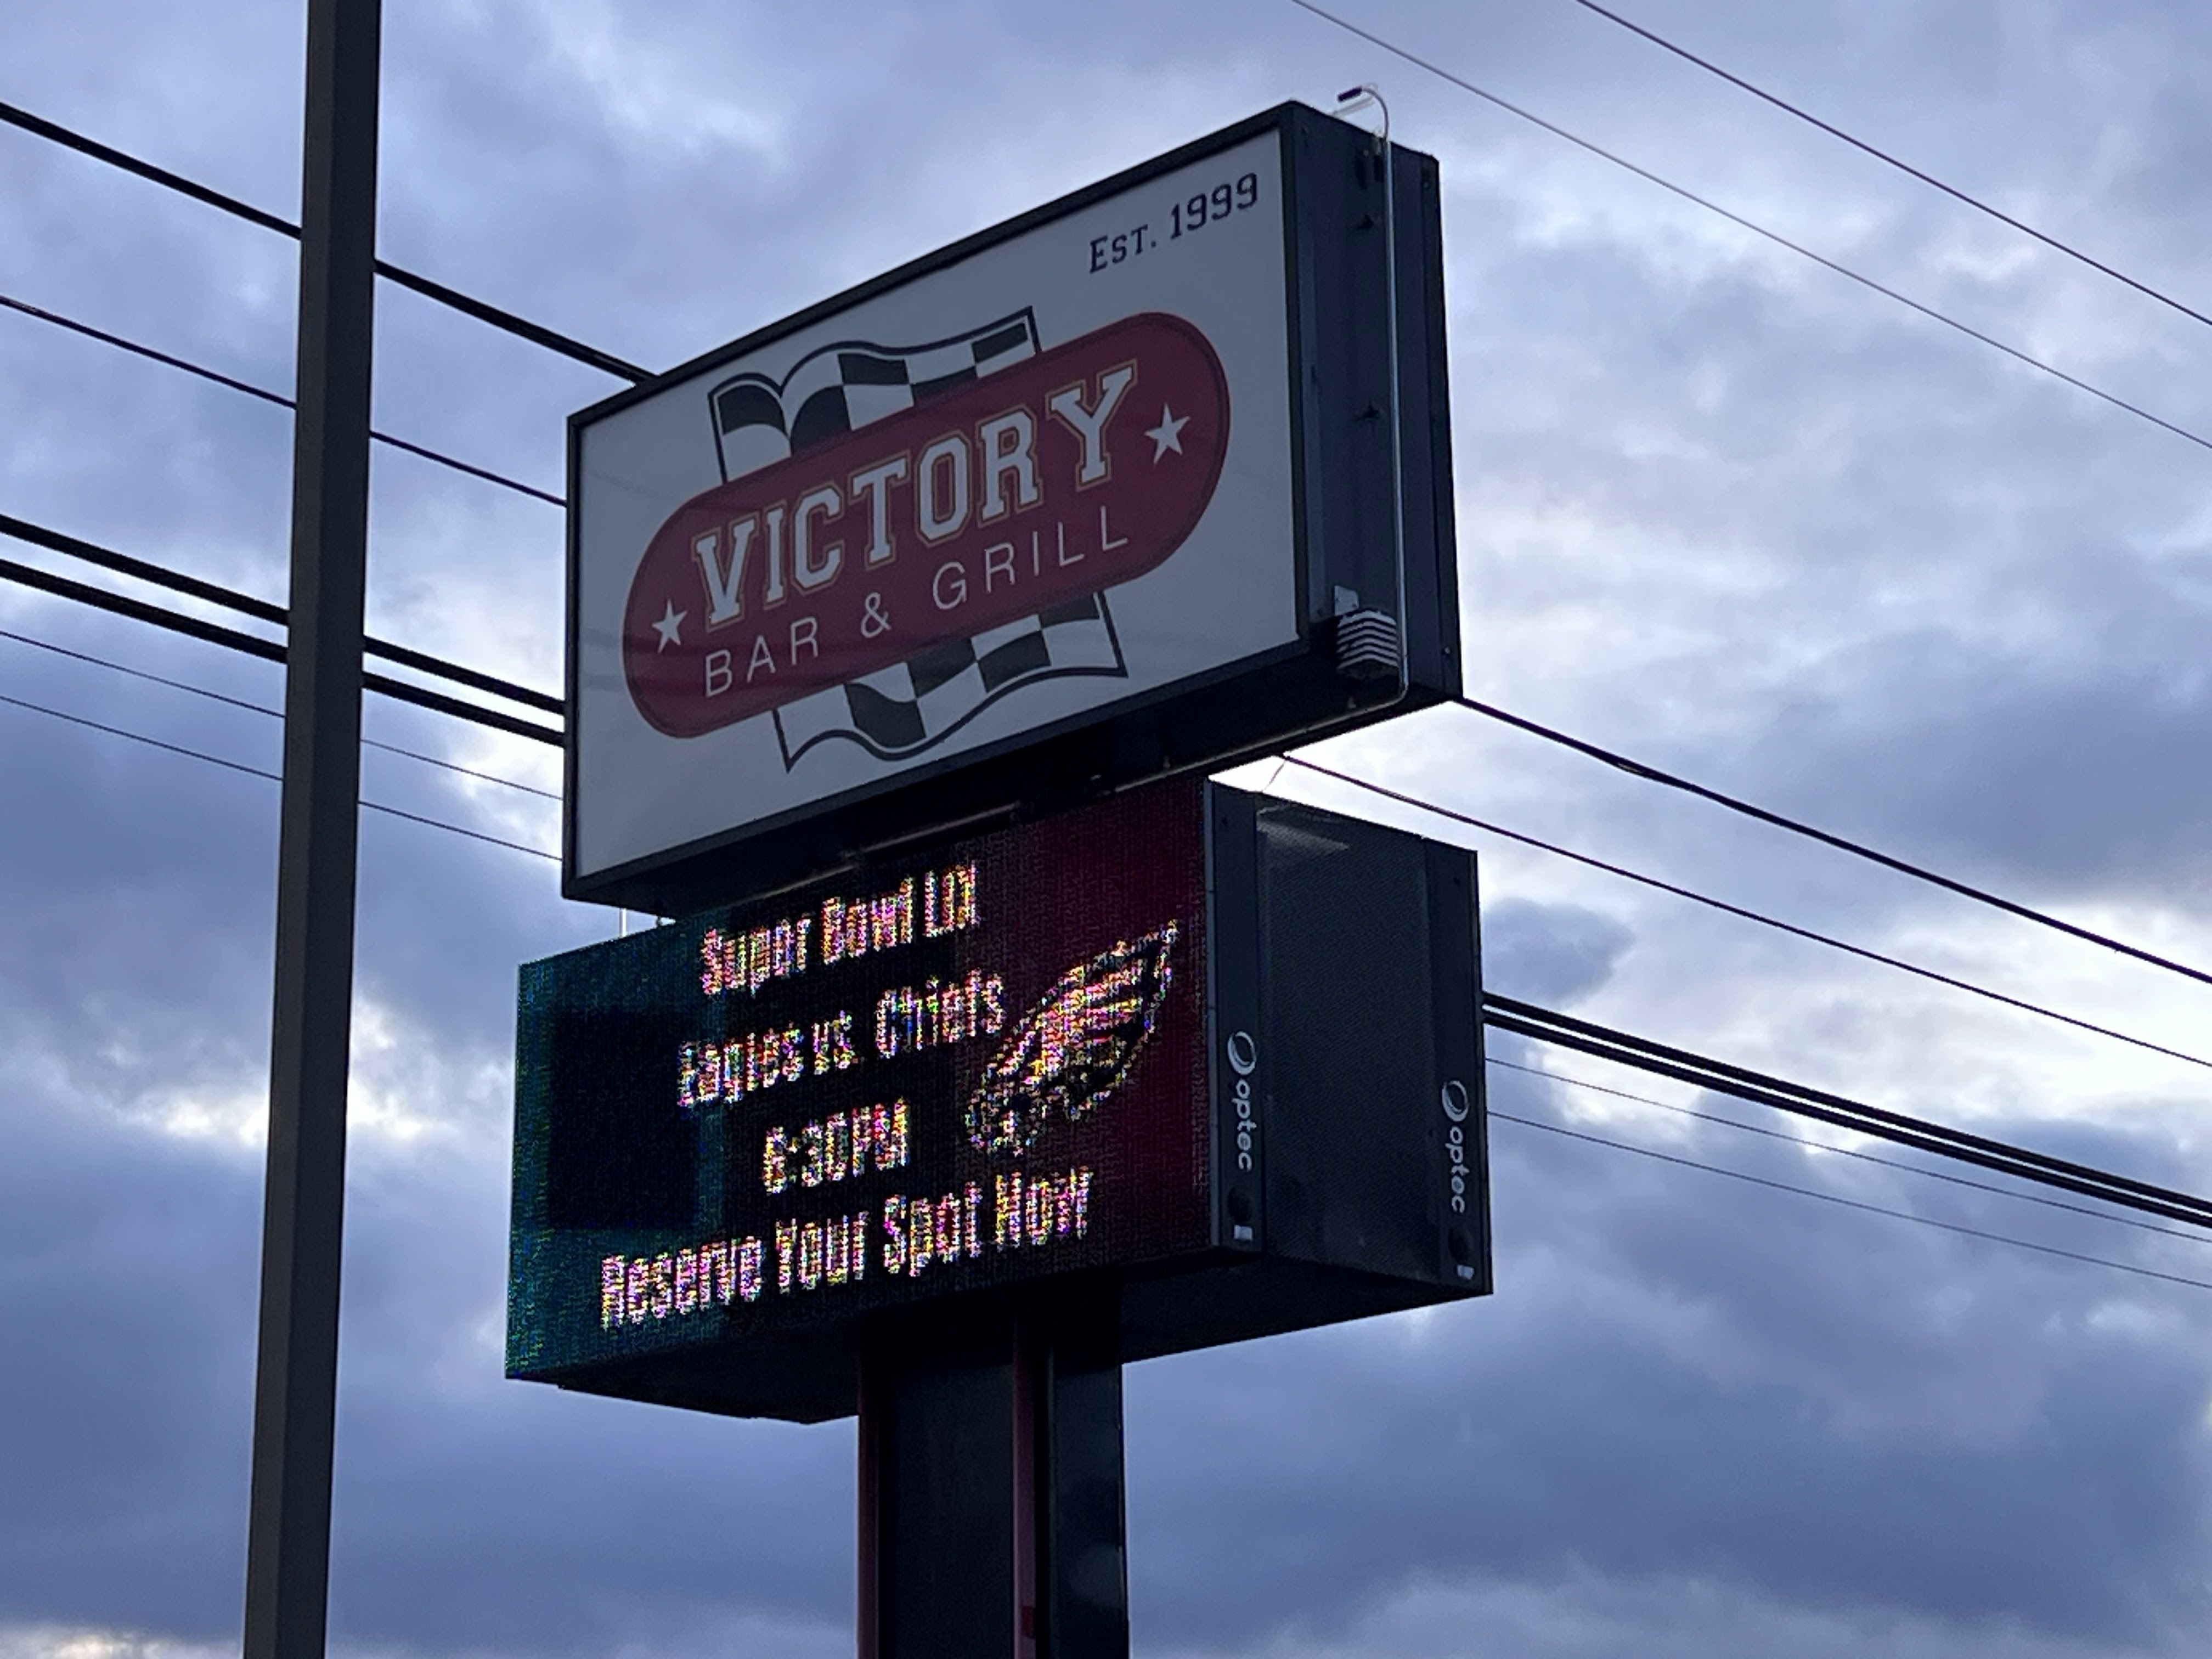 EST. 1999
VICTORY
BAR & GRILL
Super Bowl LIX
Eagles vs. Chiefs
6:30PM
Reserve Your Spot Now
optec
optec